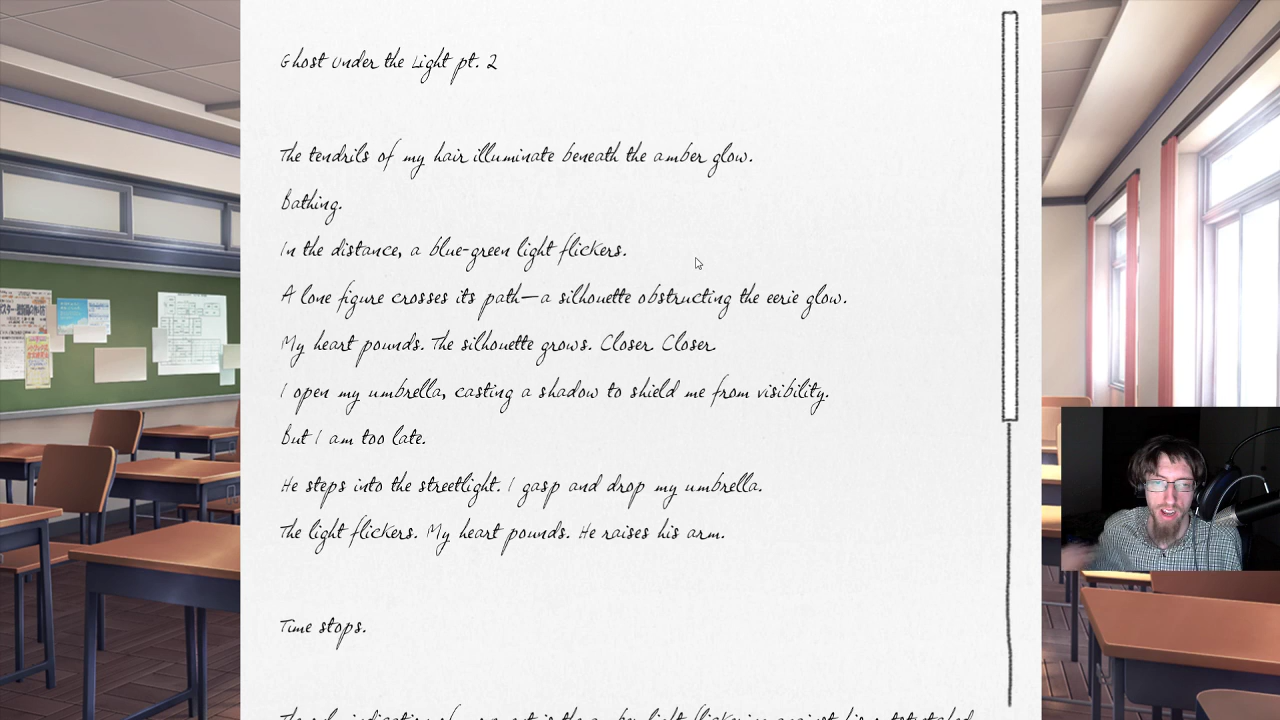 Ghost Under the Light pt. 2
The tendrils of my hair illuminate beneath the amber glow.
Bathing.
In the distance, a blue-green light flickers.
A lone figure crosses its path—a silhouette obstructing the eerie glow.
My heart pounds. The silhouette grows. Closer. Closer.
I open my umbrella, casting a shadow to shield me from visibility.
But I am too late.
He steps into the streetlight. I gasp and drop my umbrella.
The light flickers. My heart pounds. He raises his arm.
Time stops.